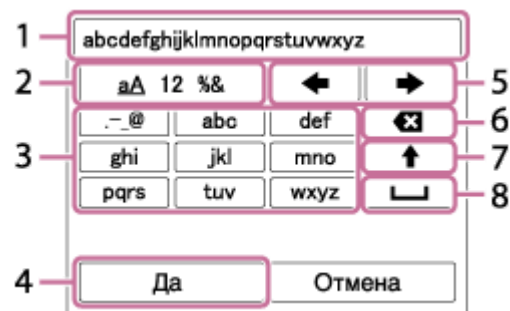 1 abcdefghijklmnopqrstuvwxyz
2 aA 12 %& 5
3 .-_@ abc def 6
ghi jkl mno 7
pqrs tuv wxyz 8
4 Да Отмена